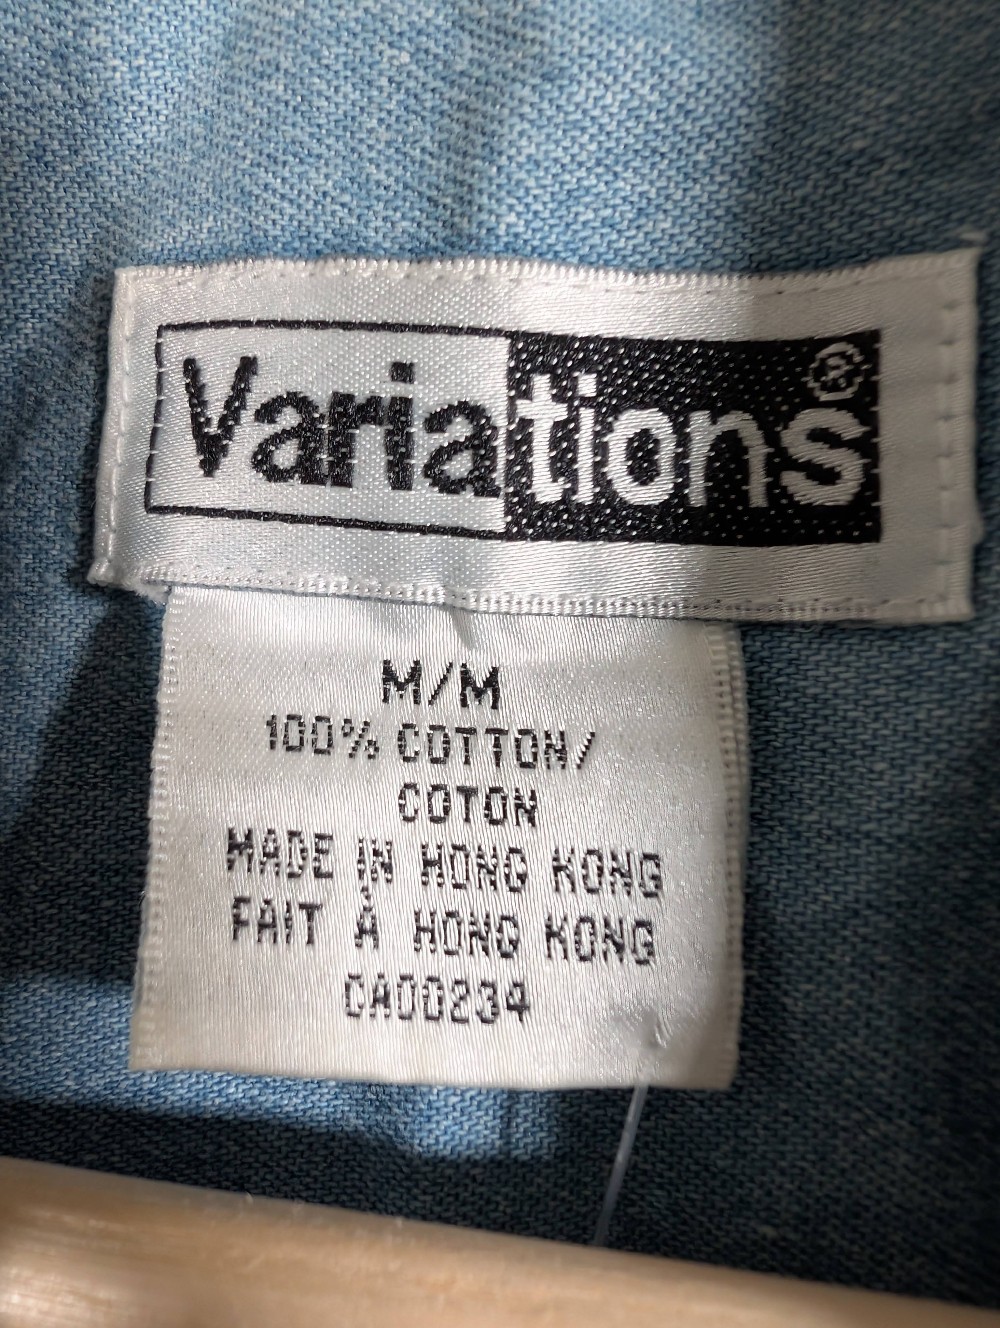 Variations®
M/M
100% COTTON/
COTON
MADE IN HONG KONG
FAIT À HONG KONG
CA00234